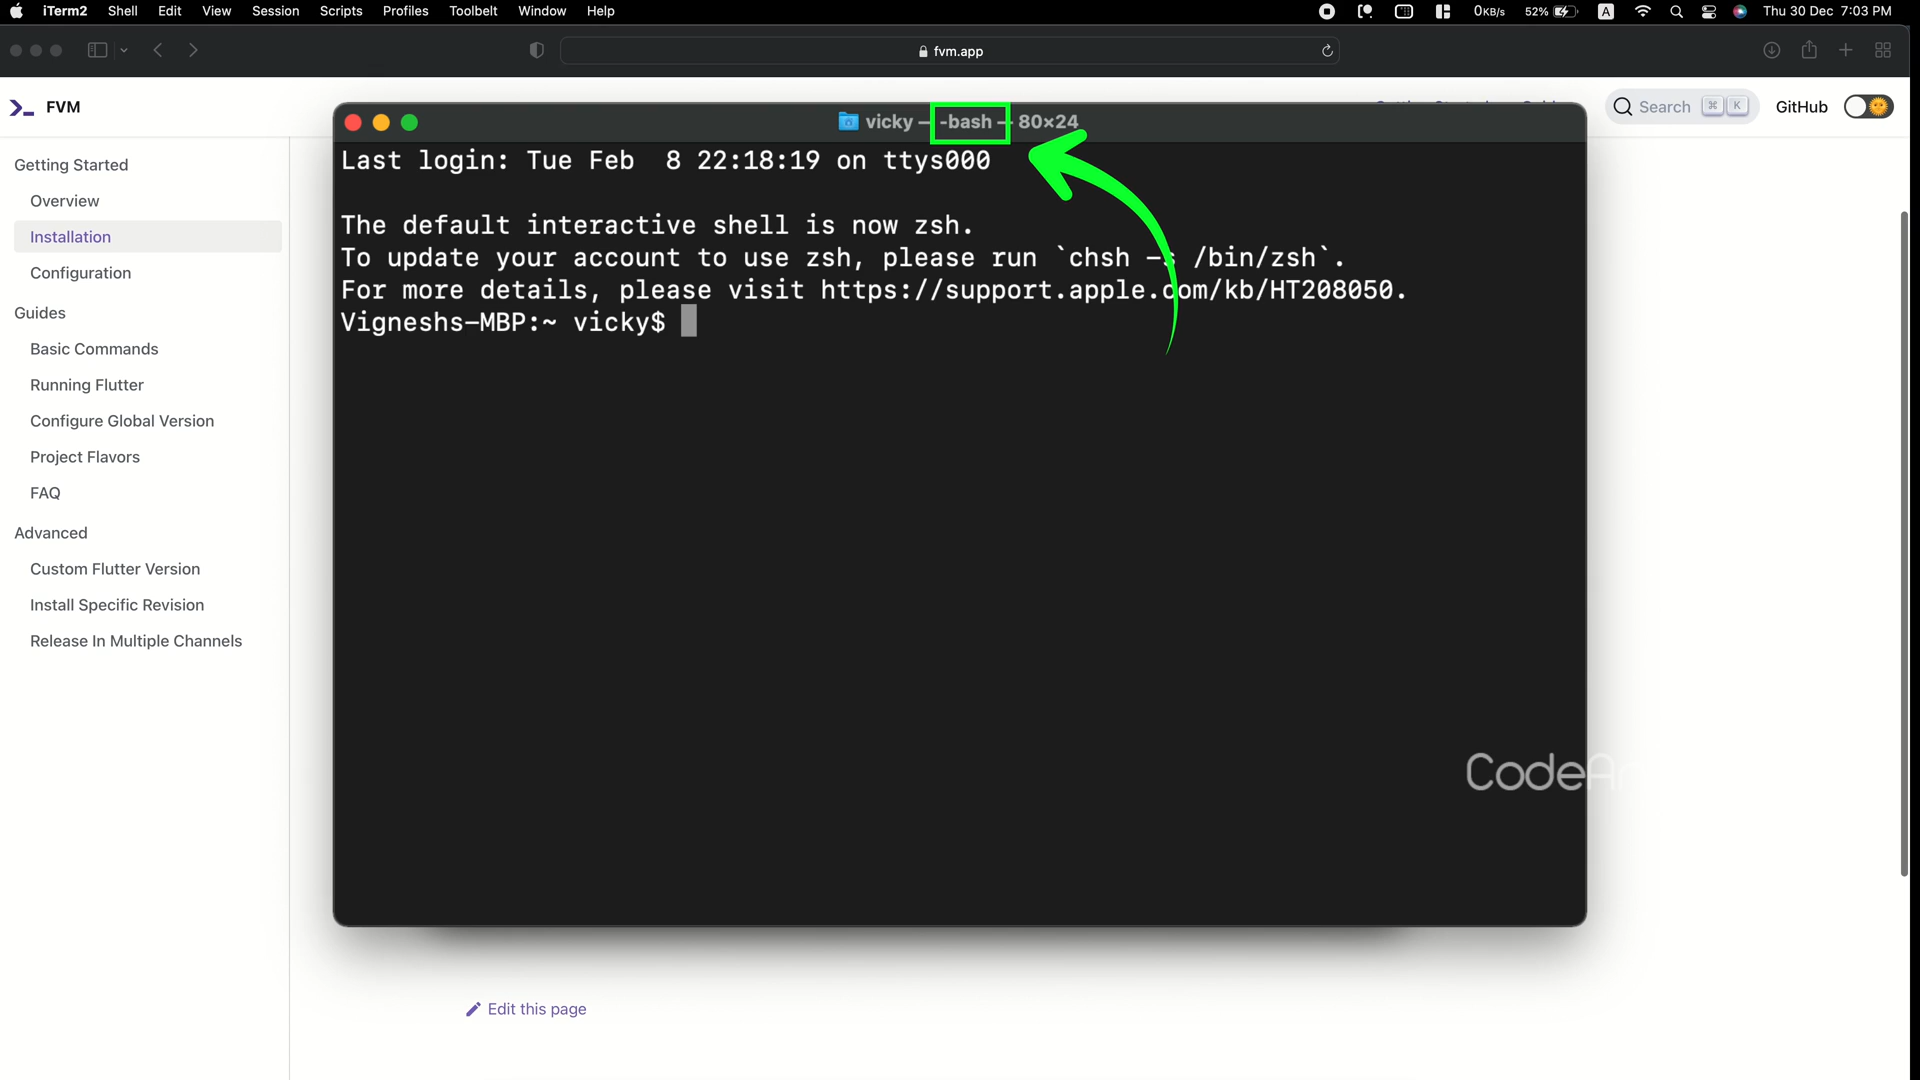 iTerm2 Shell Edit View Session Scripts Profiles Toolbelt Window Help 0KB/s 52% A Thu 30 Dec 7:03 PM
fvm.app
FVM
Search ⌘ K GitHub
vicky — -bash — 80×24
Last login: Tue Feb  8 22:18:19 on ttys000
The default interactive shell is now zsh.
To update your account to use zsh, please run `chsh -s /bin/zsh`.
For more details, please visit https://support.apple.com/kb/HT208050.
Vigneshs-MBP:~ vicky$
Getting Started
Overview
Installation
Configuration
Guides
Basic Commands
Running Flutter
Configure Global Version
Project Flavors
FAQ
Advanced
Custom Flutter Version
Install Specific Revision
Release In Multiple Channels
Edit this page